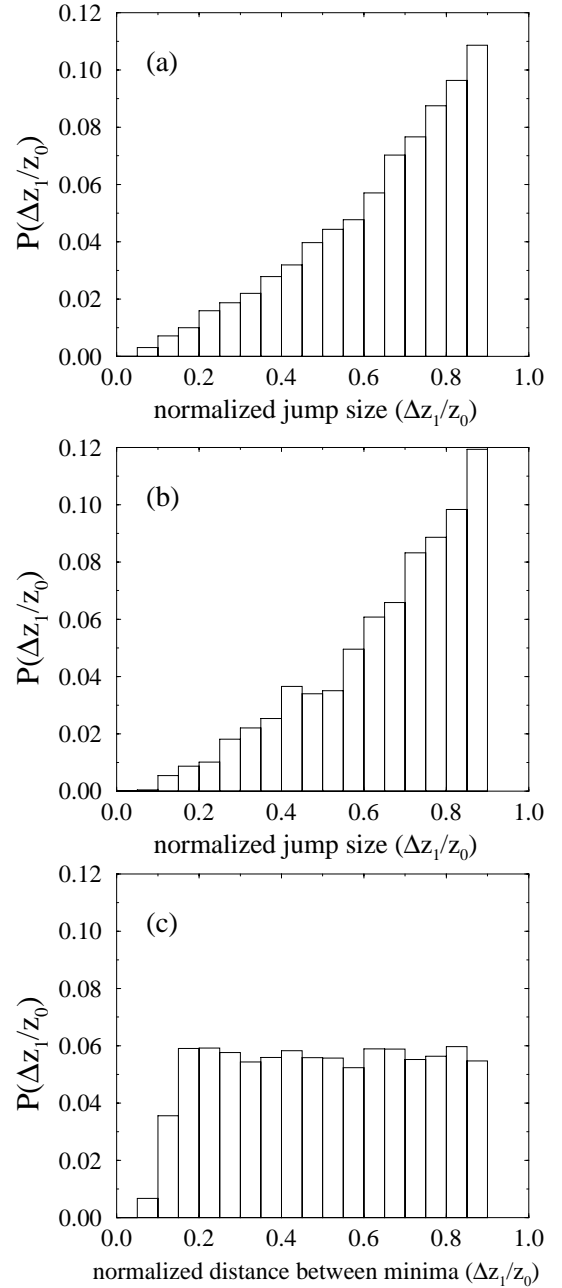 0.12
(a)
0.10
0.08
P(Δz₁/z₀)
0.06
0.04
0.02
0.00
0.0 0.2 0.4 0.6 0.8 1.0
normalized jump size (Δz₁/z₀)
0.12
(b)
0.10
0.08
P(Δz₁/z₀)
0.06
0.04
0.02
0.00
0.0 0.2 0.4 0.6 0.8 1.0
normalized jump size (Δz₁/z₀)
0.12
(c)
0.10
0.08
P(Δz₁/z₀)
0.06
0.04
0.02
0.00
0.0 0.2 0.4 0.6 0.8 1.0
normalized distance between minima (Δz₁/z₀)